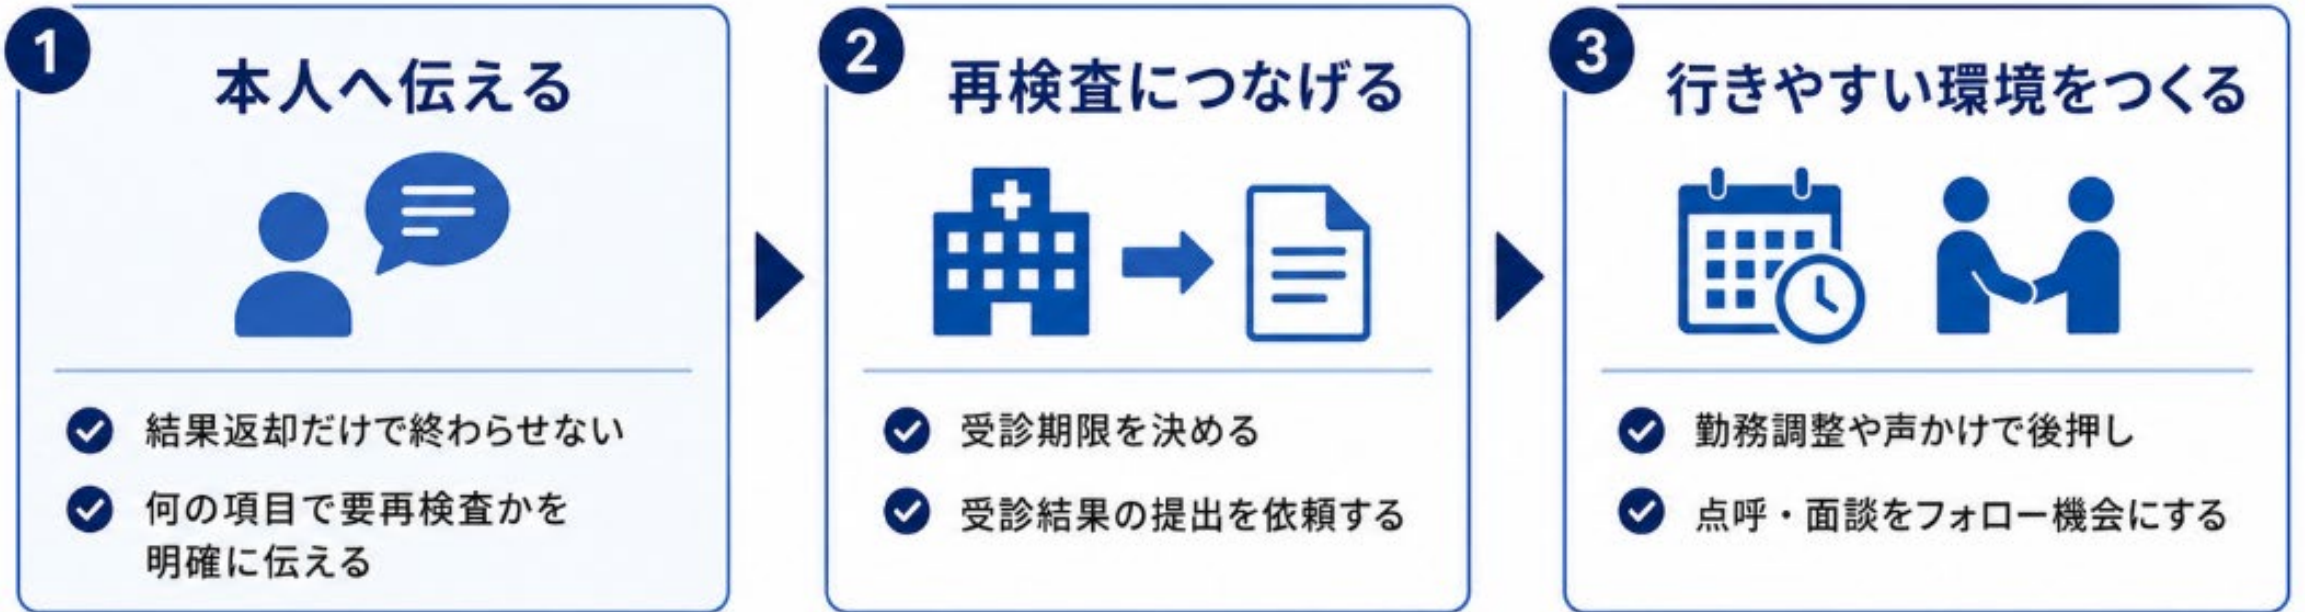 1
本人へ伝える
結果返却だけで終わらせない
何の項目で要再検査かを
明確に伝える
2
再検査につなげる
受診期限を決める
受診結果の提出を依頼する
3
行きやすい環境をつくる
勤務調整や声かけで後押し
点呼・面談をフォロー機会にする